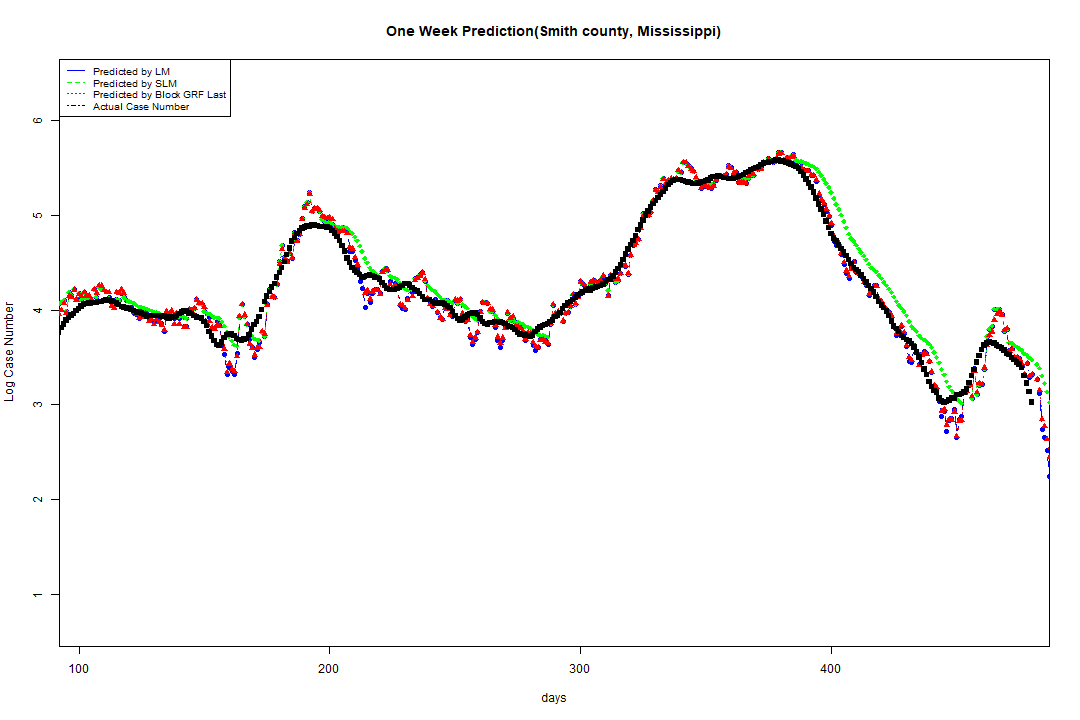 One Week Prediction(Smith county, Mississippi)
Predicted by LM
Predicted by SLM
Predicted by Block GRF Last
Actual Case Number
6
5
4
3
2
1
Log Case Number
100 200 300 400
days